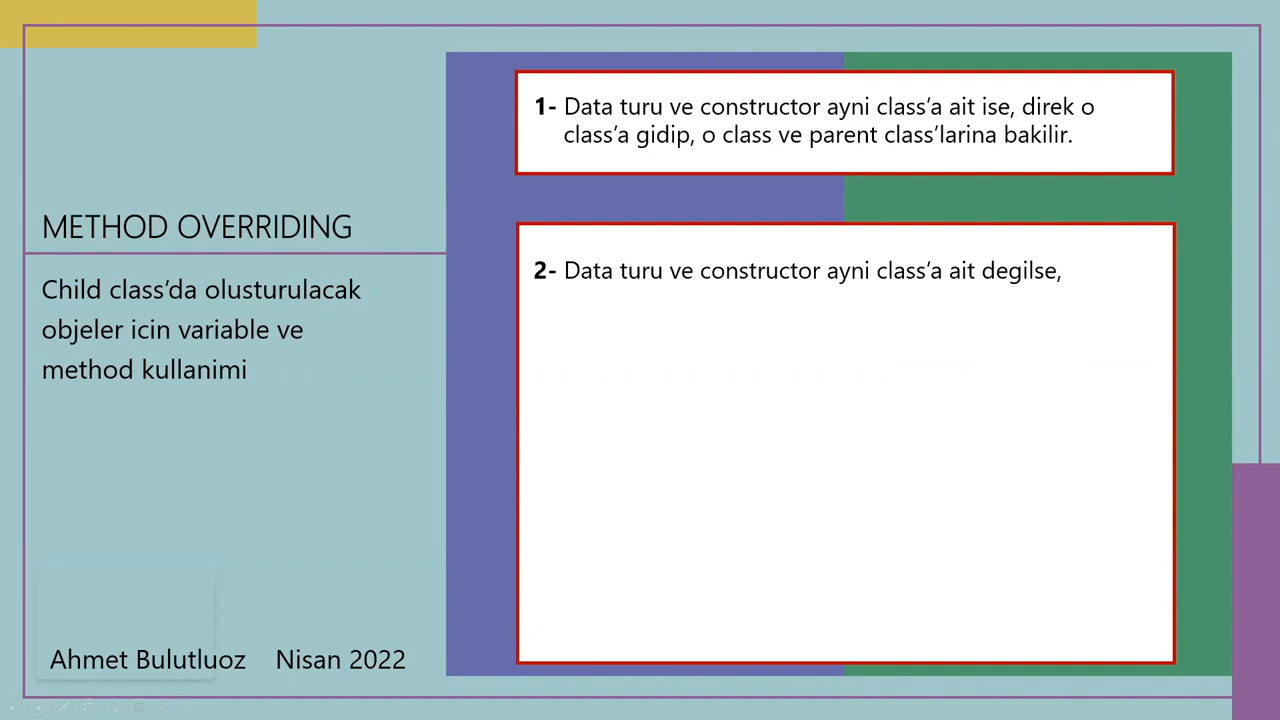 METHOD OVERRIDING
Child class’da olusturulacak
objeler icin variable ve
method kullanimi
Ahmet Bulutluoz Nisan 2022
1- Data turu ve constructor ayni class’a ait ise, direk o
class’a gidip, o class ve parent class’larina bakilir.
2- Data turu ve constructor ayni class’a ait degilse,